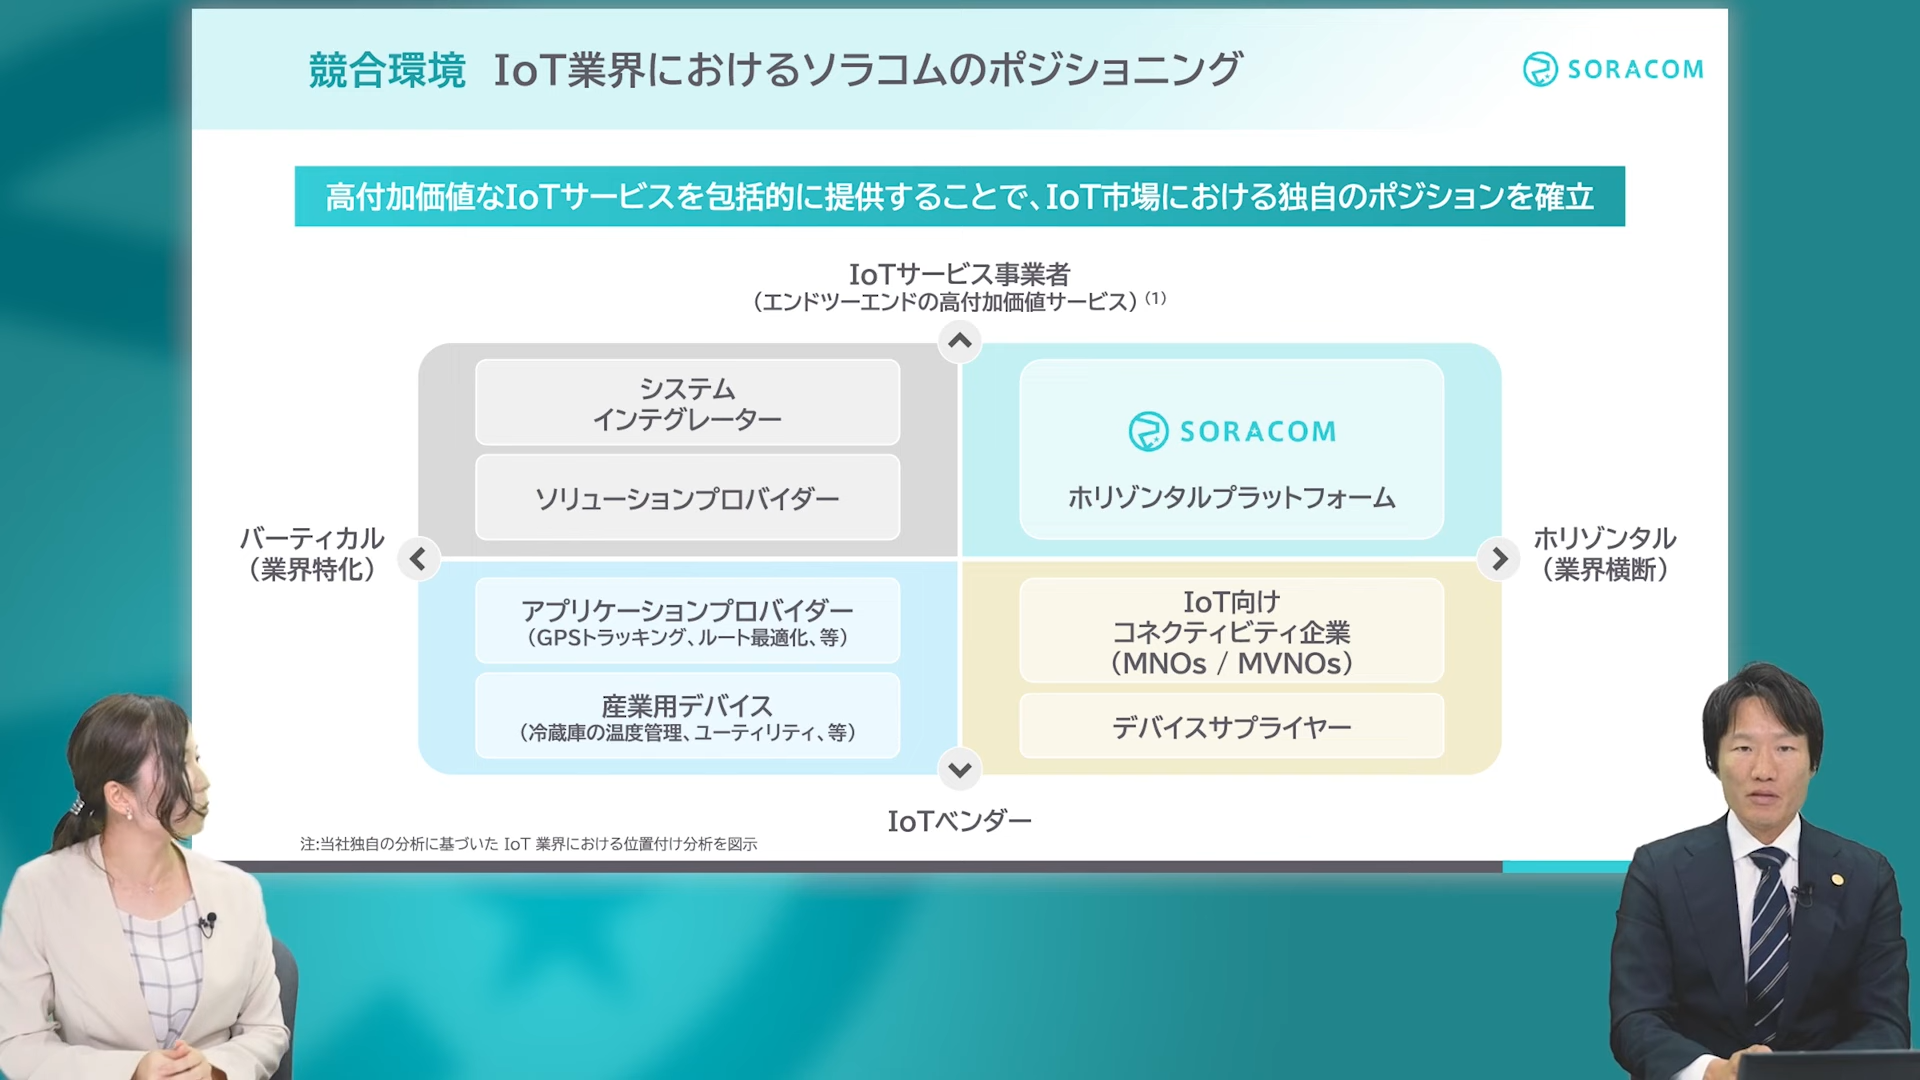 競合環境 IoT業界におけるソラコムのポジショニング
SORACOM
高付加価値なIoTサービスを包括的に提供することで、IoT市場における独自のポジションを確立
IoTサービス事業者
（エンドツーエンドの高付加価値サービス）(1)
システム
インテグレーター
ソリューションプロバイダー
SORACOM
ホリゾンタルプラットフォーム
バーティカル
（業界特化）
ホリゾンタル
（業界横断）
アプリケーションプロバイダー
（GPSトラッキング、ルート最適化、等）
産業用デバイス
（冷蔵庫の温度管理、ユーティリティ、等）
IoT向け
コネクティビティ企業
（MNOs / MVNOs）
デバイスサプライヤー
IoTベンダー
注:当社独自の分析に基づいた IoT 業界における位置付け分析を図示